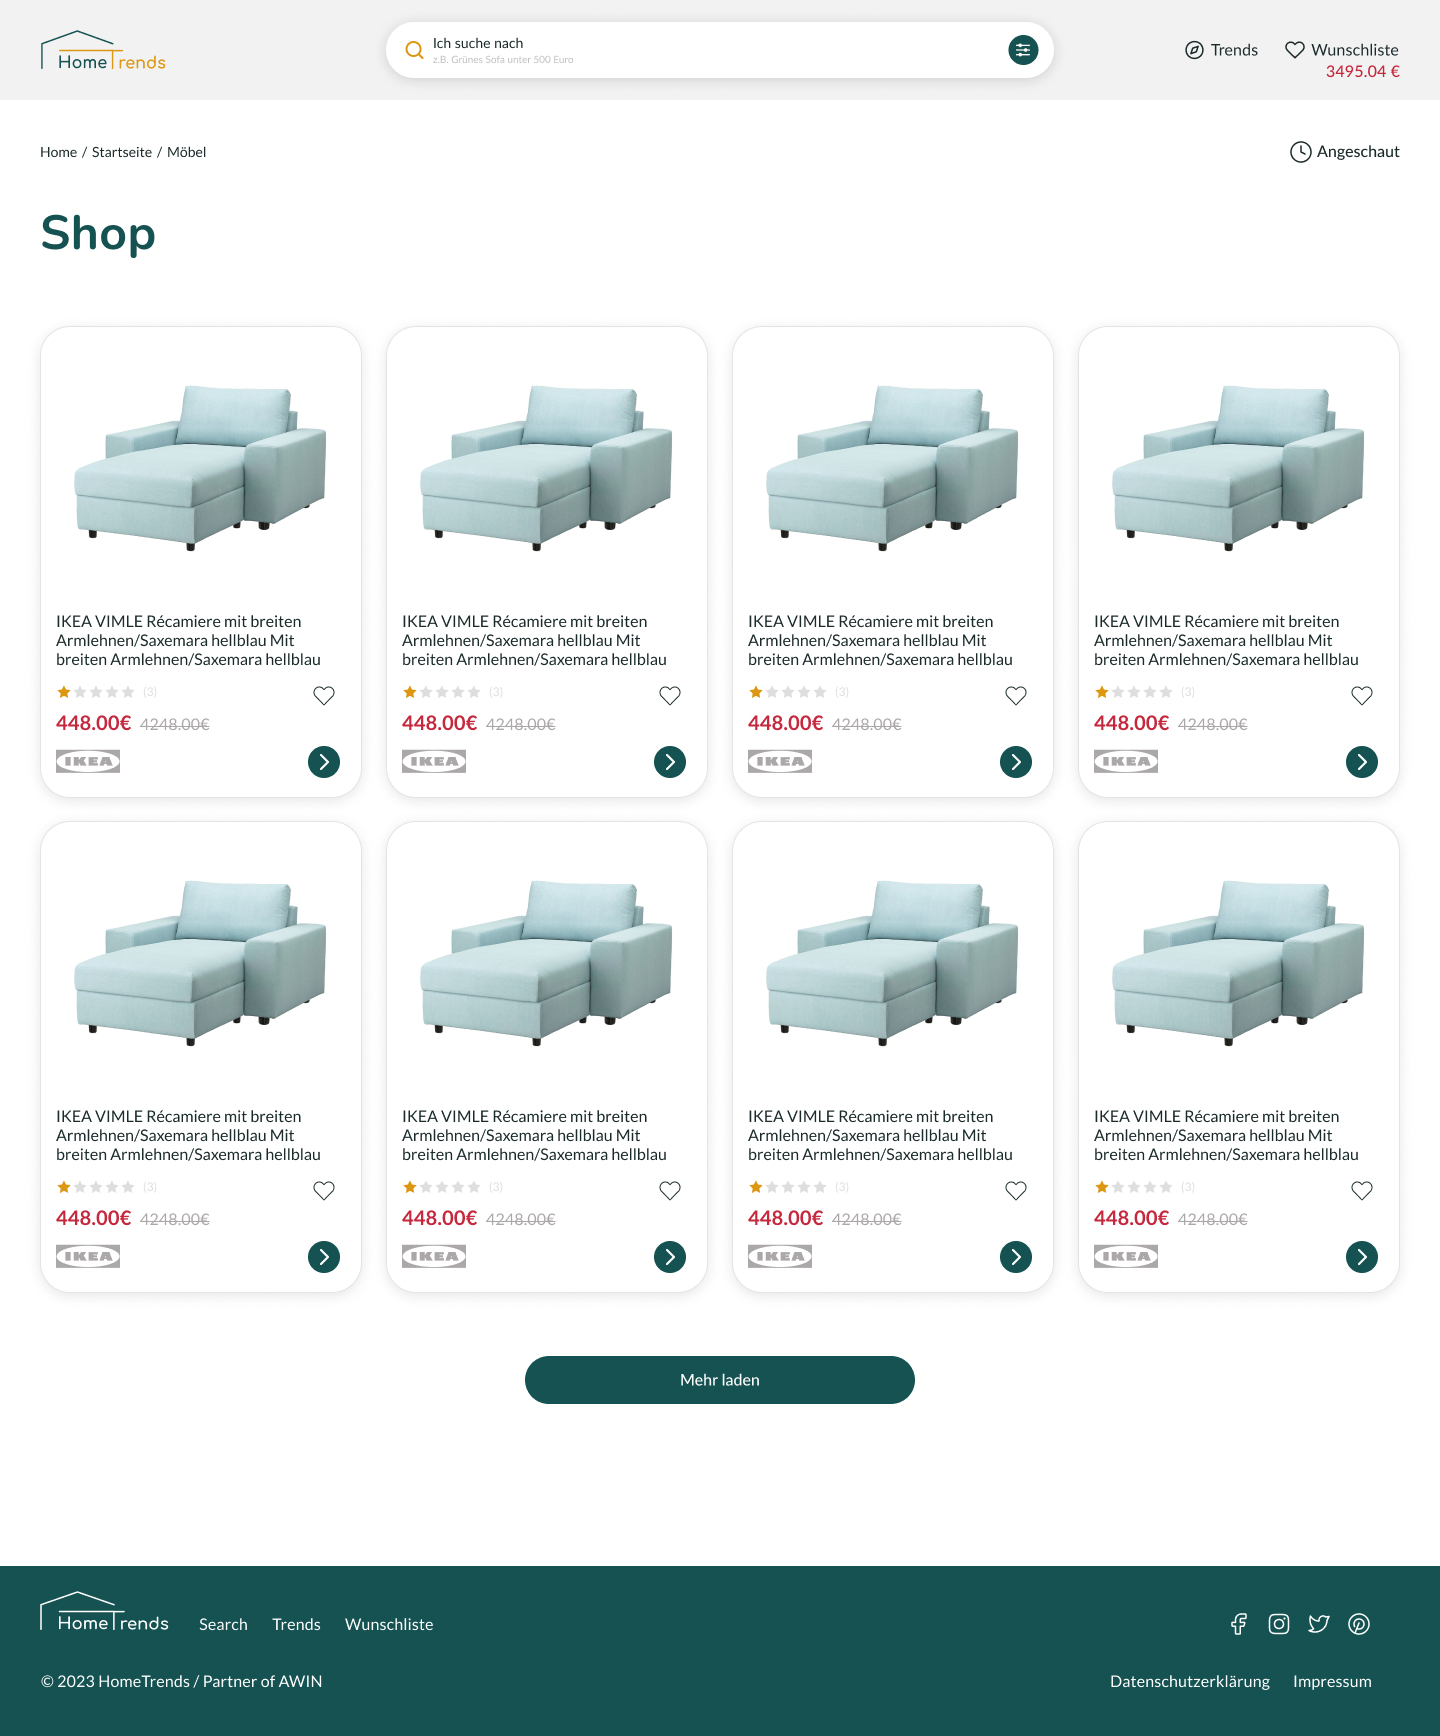 HomeTrends
Ich suche nach
z.B. Grünes Sofa unter 500 Euro
Trends
Wunschliste
3495.04 €
Home / Startseite / Möbel
Angeschaut
Shop
IKEA VIMLE Récamiere mit breiten
Armlehnen/Saxemara hellblau Mit
breiten Armlehnen/Saxemara hellblau
(3)
448.00€ 4248.00€
IKEA
IKEA VIMLE Récamiere mit breiten
Armlehnen/Saxemara hellblau Mit
breiten Armlehnen/Saxemara hellblau
(3)
448.00€ 4248.00€
IKEA
IKEA VIMLE Récamiere mit breiten
Armlehnen/Saxemara hellblau Mit
breiten Armlehnen/Saxemara hellblau
(3)
448.00€ 4248.00€
IKEA
IKEA VIMLE Récamiere mit breiten
Armlehnen/Saxemara hellblau Mit
breiten Armlehnen/Saxemara hellblau
(3)
448.00€ 4248.00€
IKEA
IKEA VIMLE Récamiere mit breiten
Armlehnen/Saxemara hellblau Mit
breiten Armlehnen/Saxemara hellblau
(3)
448.00€ 4248.00€
IKEA
IKEA VIMLE Récamiere mit breiten
Armlehnen/Saxemara hellblau Mit
breiten Armlehnen/Saxemara hellblau
(3)
448.00€ 4248.00€
IKEA
IKEA VIMLE Récamiere mit breiten
Armlehnen/Saxemara hellblau Mit
breiten Armlehnen/Saxemara hellblau
(3)
448.00€ 4248.00€
IKEA
IKEA VIMLE Récamiere mit breiten
Armlehnen/Saxemara hellblau Mit
breiten Armlehnen/Saxemara hellblau
(3)
448.00€ 4248.00€
IKEA
Mehr laden
HomeTrends
Search Trends Wunschliste
© 2023 HomeTrends / Partner of AWIN
Datenschutzerklärung Impressum